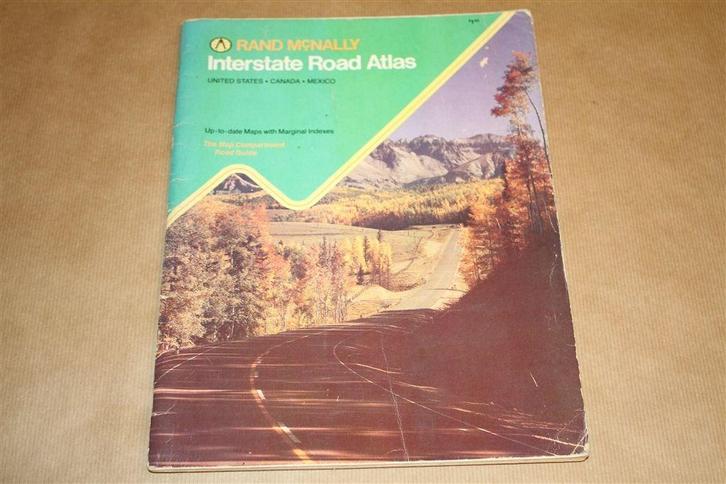 RAND McNALLY
Interstate Road Atlas
UNITED STATES • CANADA • MEXICO
Up-to-date Maps with Marginal Indexes
The Map Compartment
Road Guide